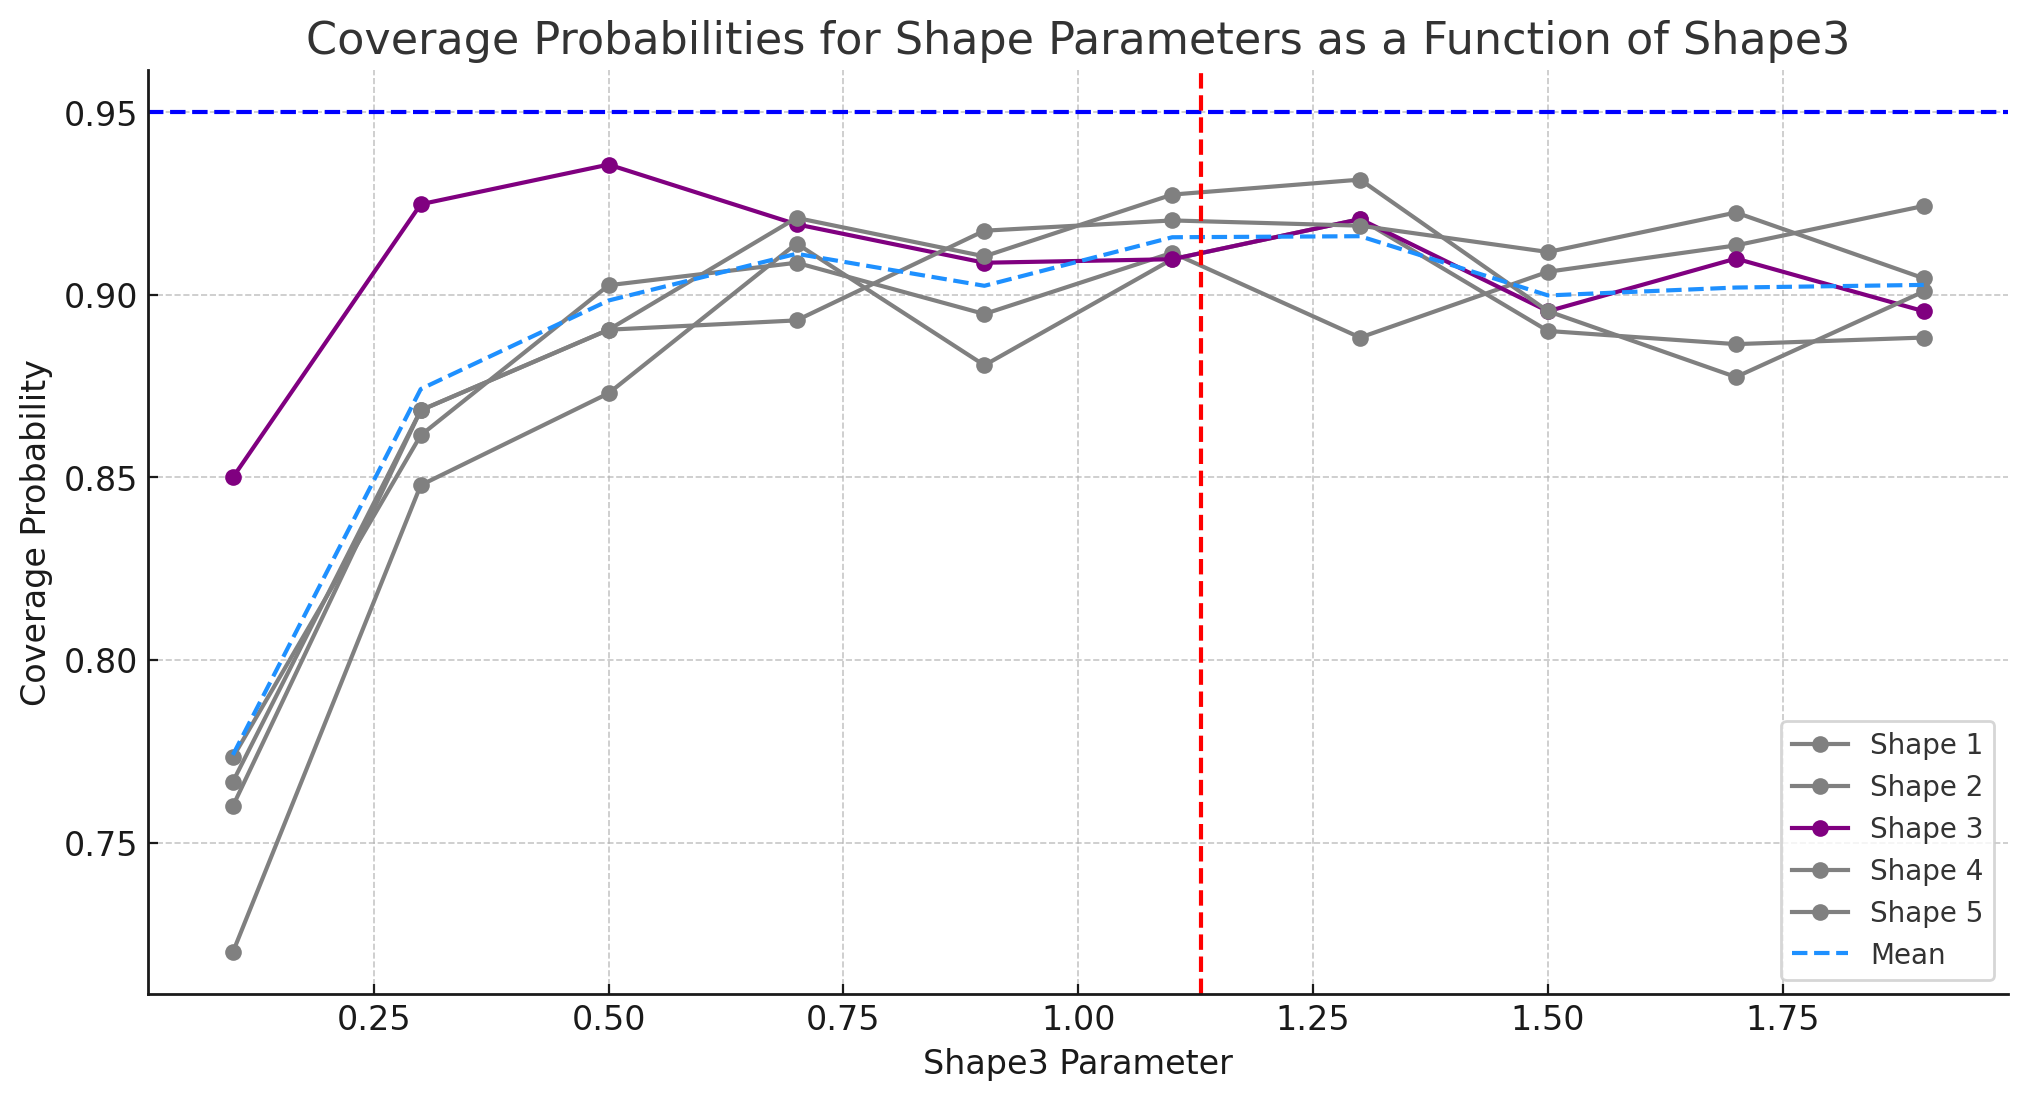 Coverage Probabilities for Shape Parameters as a Function of Shape3
Coverage Probability
0.95
0.90
0.85
0.80
0.75
0.25
0.50
0.75
1.00
1.25
1.50
1.75
Shape3 Parameter
Shape 1
Shape 2
Shape 3
Shape 4
Shape 5
Mean